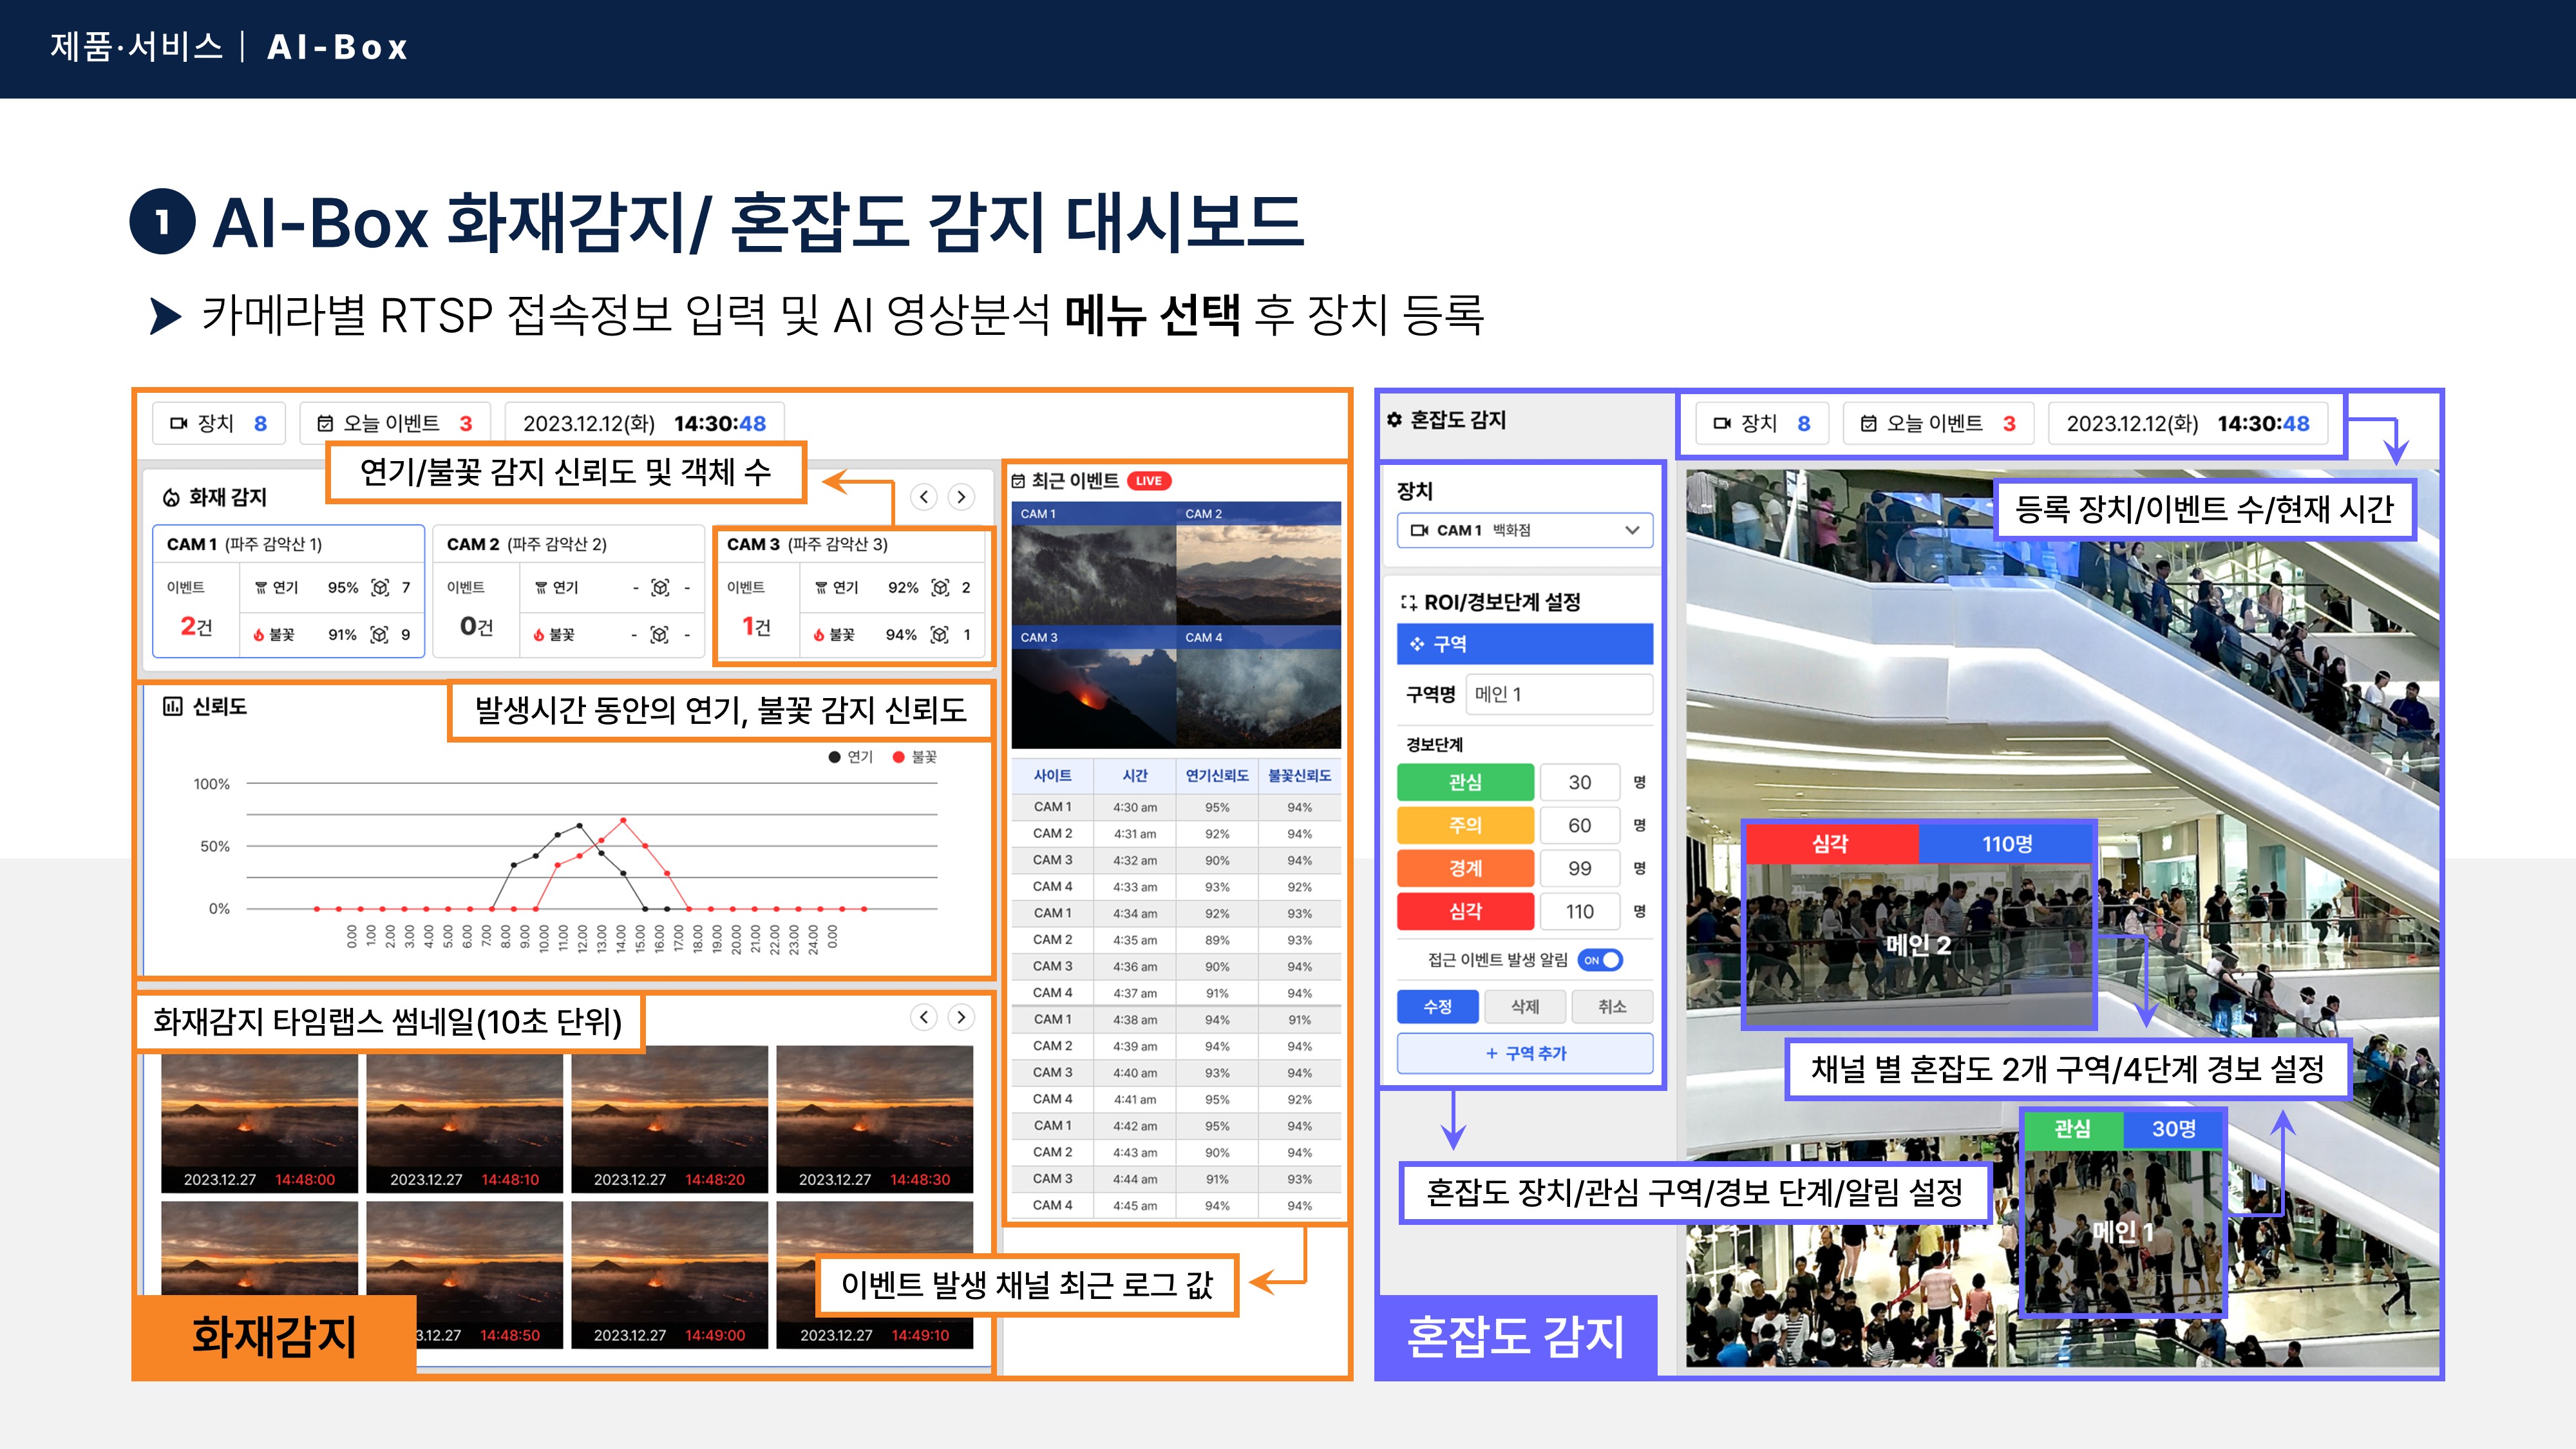 제품·서비스 | AI-Box
1 AI-Box 화재감지/ 혼잡도 감지 대시보드
카메라별 RTSP 접속정보 입력 및 AI 영상분석 메뉴 선택 후 장치 등록
장치 8
오늘 이벤트 3
2023.12.12(화) 14:30:48
연기/불꽃 감지 신뢰도 및 객체 수
화재 감지
CAM 1 (파주 감악산 1)
이벤트 2건
연기 95% 7
불꽃 91% 9
CAM 2 (파주 감악산 2)
이벤트 0건
연기 - -
불꽃 - -
CAM 3 (파주 감악산 3)
이벤트 1건
연기 92% 2
불꽃 94% 1
신뢰도
발생시간 동안의 연기, 불꽃 감지 신뢰도
연기 불꽃
100%
50%
0%
0.00 1.00 2.00 3.00 4.00 5.00 6.00 7.00 8.00 9.00 10.00 11.00 12.00 13.00 14.00 15.00 16.00 17.00 18.00 19.00 20.00 21.00 22.00 23.00 24.00 0.00
화재감지 타임랩스 썸네일(10초 단위)
2023.12.27 14:48:00
2023.12.27 14:48:10
2023.12.27 14:48:20
2023.12.27 14:48:30
3.12.27 14:48:50
2023.12.27 14:49:00
2023.12.27 14:49:10
화재감지
최근 이벤트 LIVE
CAM 1
CAM 2
CAM 3
CAM 4
사이트 시간 연기신뢰도 불꽃신뢰도
CAM 1 4:30 am 95% 94%
CAM 2 4:31 am 92% 94%
CAM 3 4:32 am 90% 94%
CAM 4 4:33 am 93% 92%
CAM 1 4:34 am 92% 93%
CAM 2 4:35 am 89% 93%
CAM 3 4:36 am 90% 94%
CAM 4 4:37 am 91% 94%
CAM 1 4:38 am 94% 91%
CAM 2 4:39 am 94% 94%
CAM 3 4:40 am 93% 94%
CAM 4 4:41 am 95% 92%
CAM 1 4:42 am 95% 94%
CAM 2 4:43 am 90% 94%
CAM 3 4:44 am 91% 93%
CAM 4 4:45 am 94% 94%
이벤트 발생 채널 최근 로그 값
혼잡도 감지
장치 8
오늘 이벤트 3
2023.12.12(화) 14:30:48
등록 장치/이벤트 수/현재 시간
장치
CAM 1 백화점
ROI/경보단계 설정
구역
구역명 메인 1
경보단계
관심 30 명
주의 60 명
경계 99 명
심각 110 명
접근 이벤트 발생 알림 ON
수정 삭제 취소
+ 구역 추가
심각 110명
메인 2
채널 별 혼잡도 2개 구역/4단계 경보 설정
관심 30명
메인 1
혼잡도 장치/관심 구역/경보 단계/알림 설정
혼잡도 감지